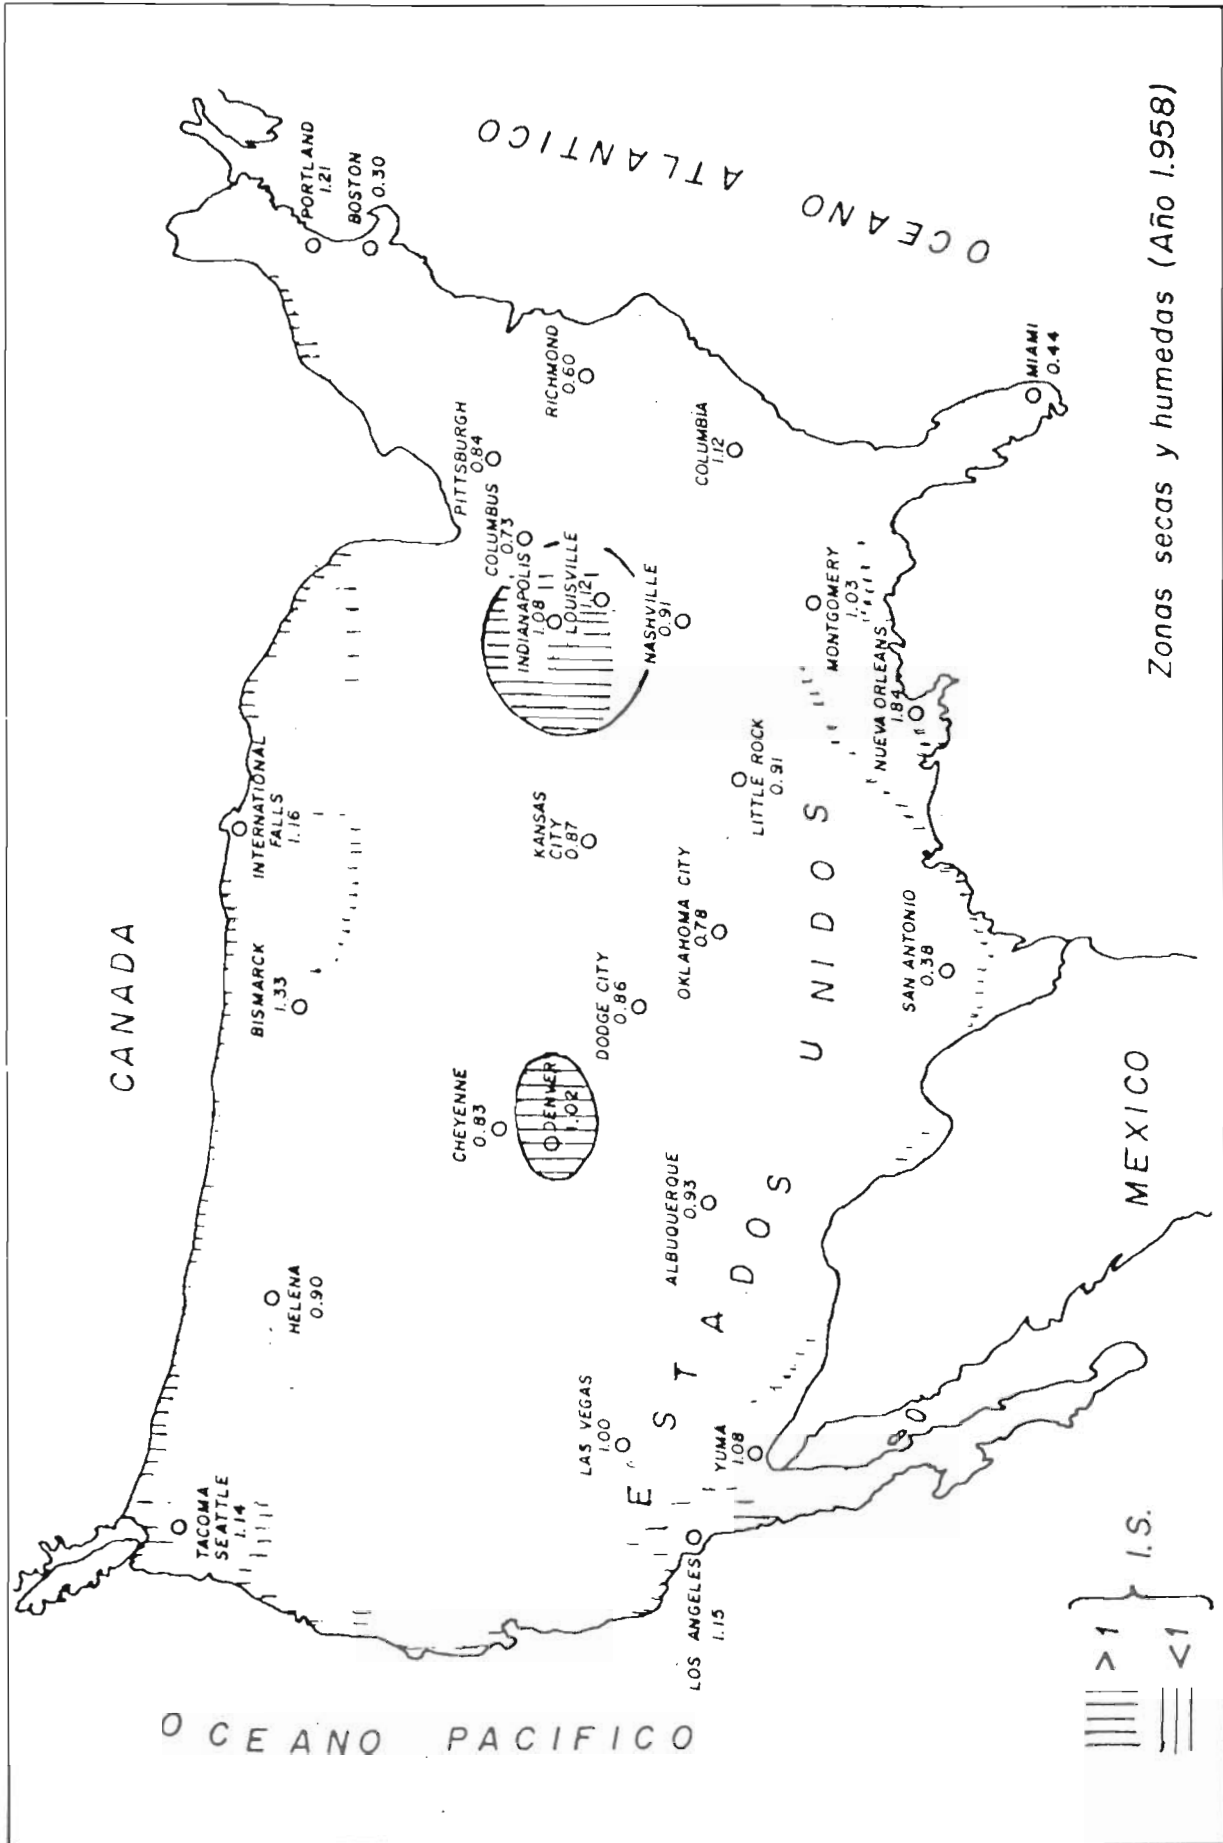 CANADA
OCEANO PACIFICO
OCEANO ATLANTICO
MEXICO
ESTADOS UNIDOS
TACOMA
SEATTLE
1.14
HELENA
0.90
BISMARCK
1.33
INTERNATIONAL
FALLS
1.16
PORTLAND
1.21
BOSTON
0.30
CHEYENNE
0.83
DENVER
1.02
PITTSBURGH
0.84
COLUMBUS
0.73
INDIANAPOLIS
1.08
LOUISVILLE
1.12
RICHMOND
0.60
LAS VEGAS
1.00
DODGE CITY
0.86
KANSAS
CITY
0.87
NASHVILLE
0.91
LOS ANGELES
1.15
YUMA
1.08
ALBUQUERQUE
0.93
OKLAHOMA CITY
0.78
LITTLE ROCK
0.91
COLUMBIA
1.12
MONTGOMERY
1.03
NUEVA ORLEANS
1.84
SAN ANTONIO
0.38
MIAMI
0.44
> 1
< 1
I.S.
Zonas secas y humedas (Año 1.958)